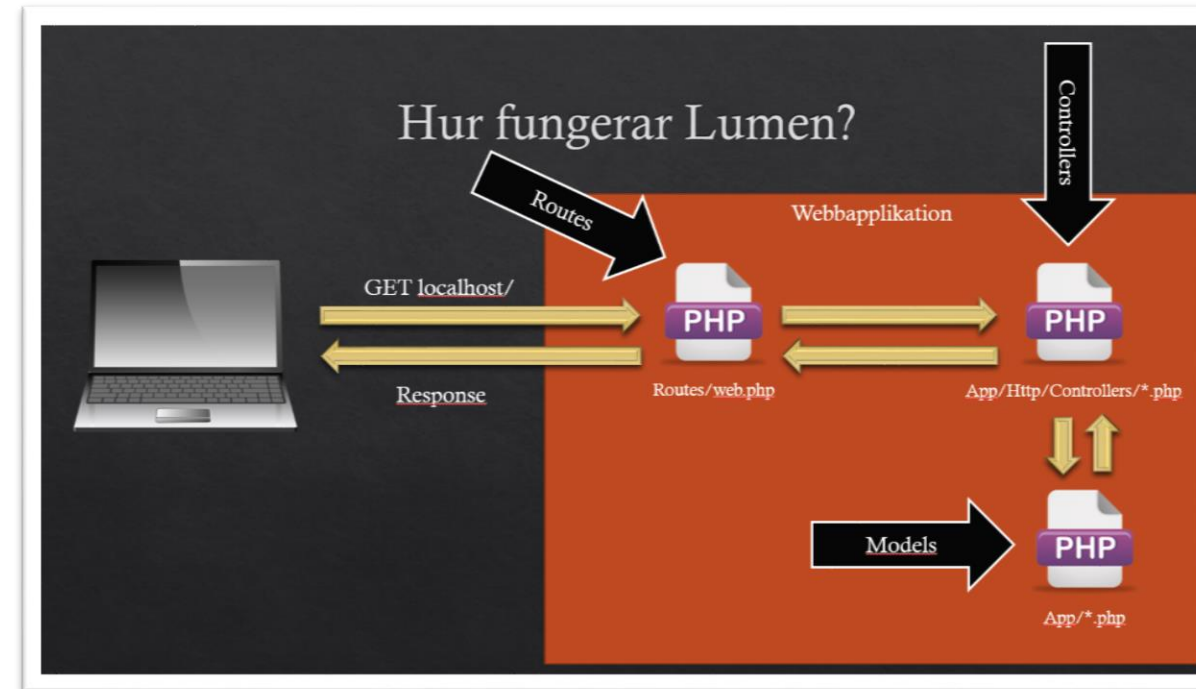 Hur fungerar Lumen?
Controllers
Routes
Webbapplikation
GET localhost/
PHP
PHP
Response
Routes/web.php
App/Http/Controllers/*.php
Models
PHP
App/*.php